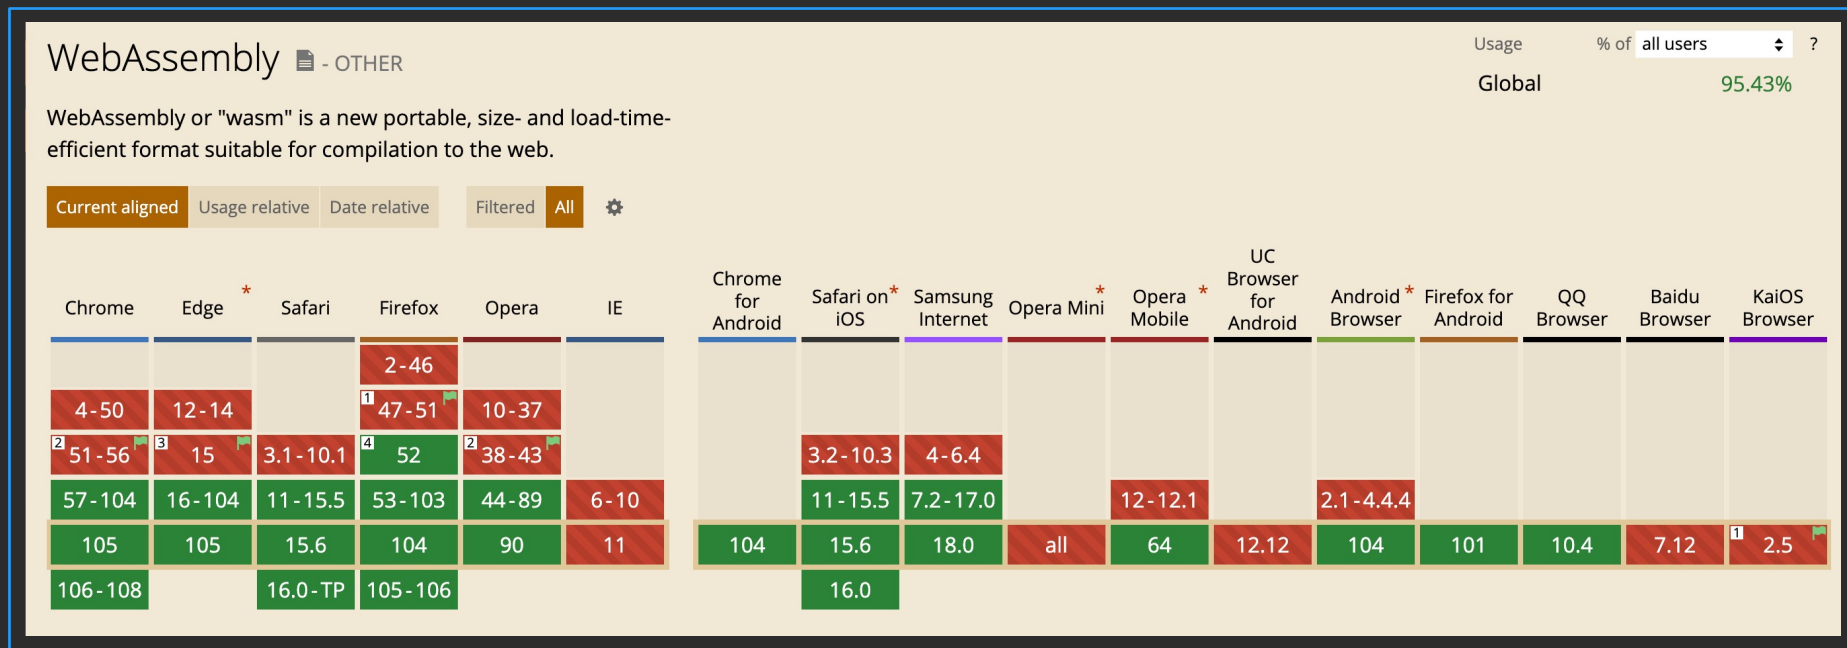 WebAssembly - OTHER
Usage % of all users ?
Global 95.43%
WebAssembly or "wasm" is a new portable, size- and load-time-
efficient format suitable for compilation to the web.
Current aligned Usage relative Date relative Filtered All
Chrome Edge * Safari Firefox Opera IE
Chrome for Android Safari on iOS * Samsung Internet Opera Mini * Opera Mobile * UC Browser for Android Android Browser * Firefox for Android QQ Browser Baidu Browser KaiOS Browser
2-46
4-50 12-14 1 47-51 10-37
2 51-56 3 15 3.1-10.1 4 52 2 38-43 3.2-10.3 4-6.4
57-104 16-104 11-15.5 53-103 44-89 6-10 11-15.5 7.2-17.0 12-12.1 2.1-4.4.4
105 105 15.6 104 90 11 104 15.6 18.0 all 64 12.12 104 101 10.4 7.12 1 2.5
106-108 16.0-TP 105-106 16.0